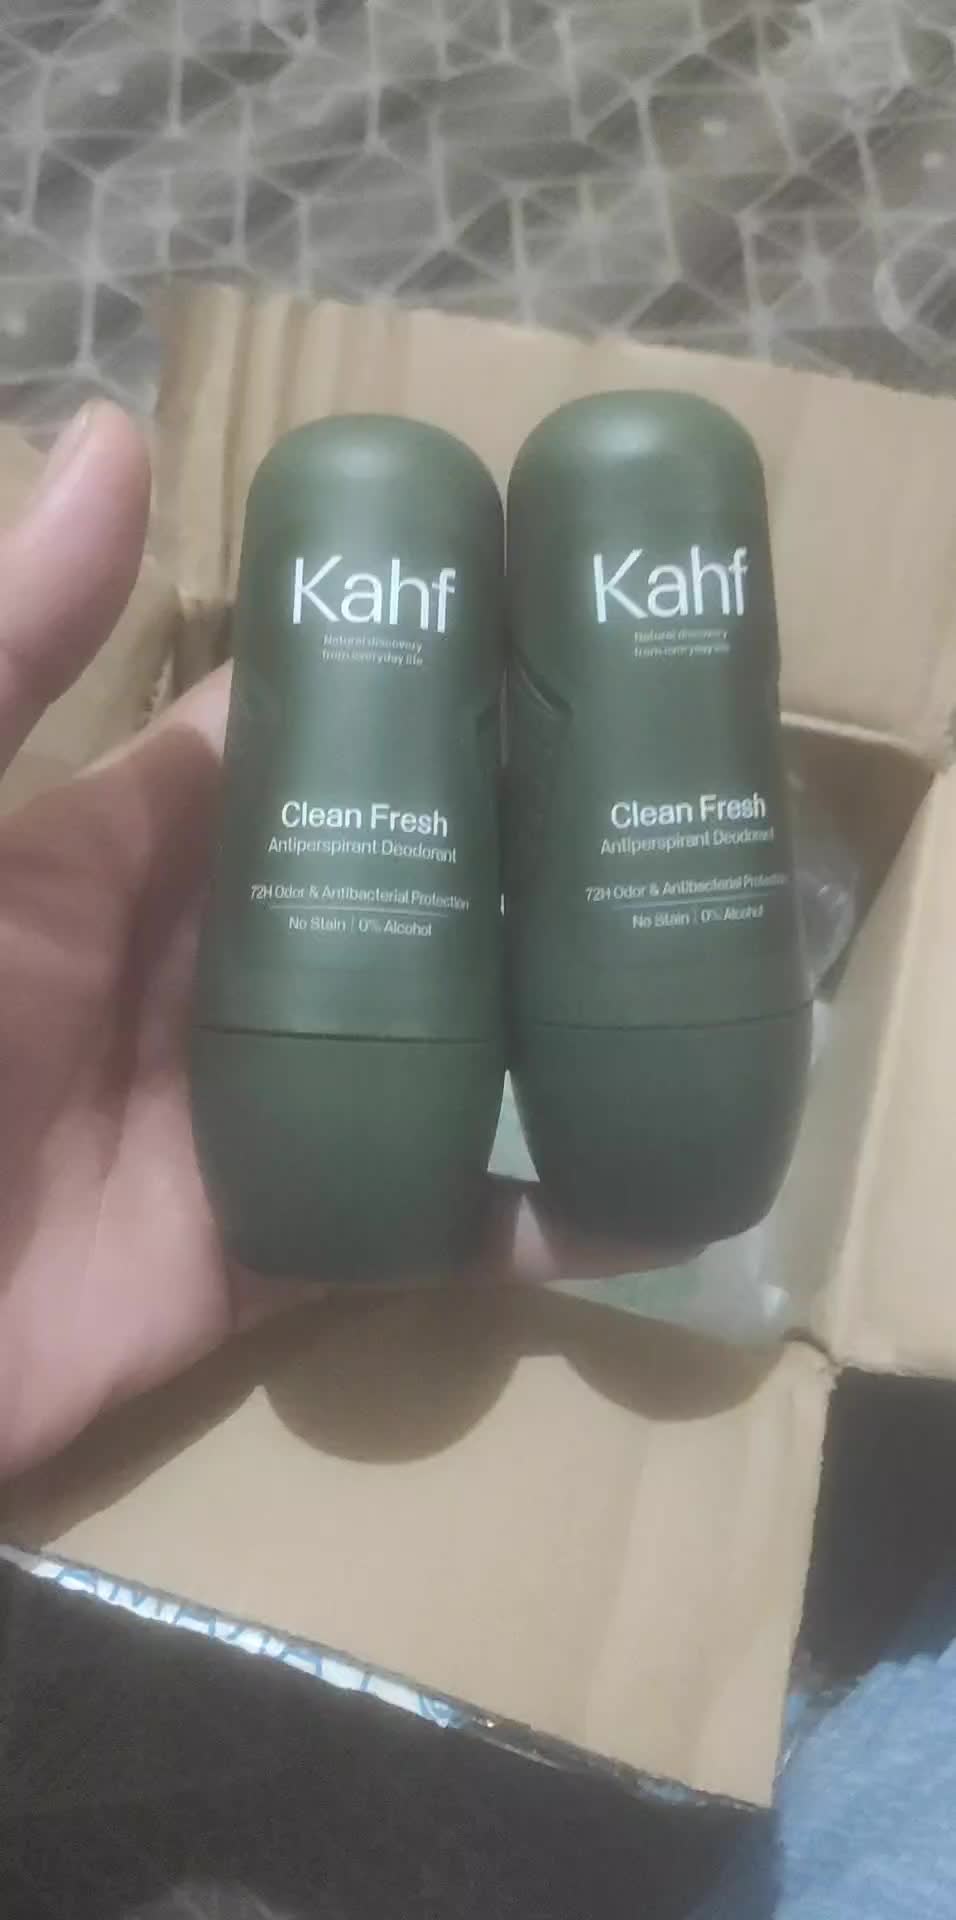 Kahf
Natural discovery
from everyday life
Clean Fresh
Antiperspirant Deodorant
72H Odor & Antibacterial Protection
No Stain | 0% Alcohol
Kahf
Natural discovery
from everyday life
Clean Fresh
Antiperspirant Deodorant
72H Odor & Antibacterial Protection
No Stain | 0% Alcohol